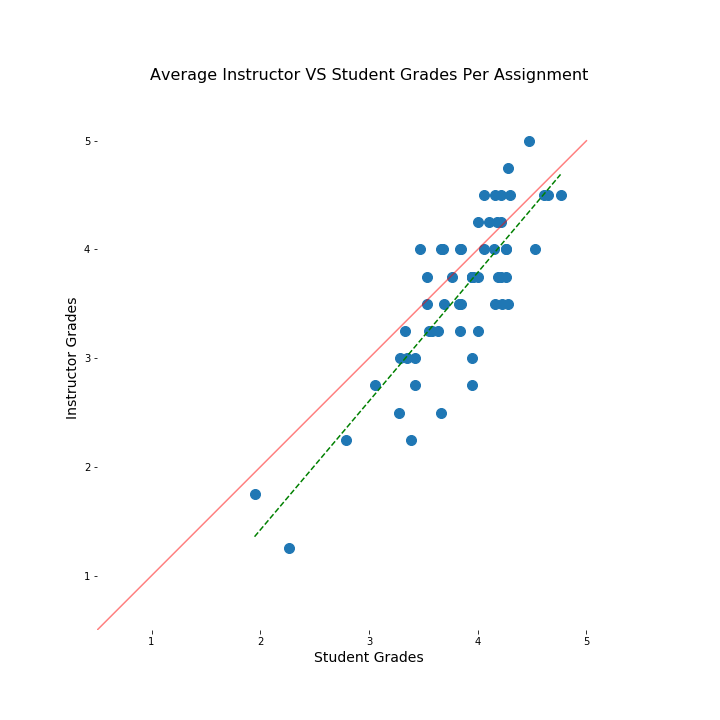 Average Instructor VS Student Grades Per Assignment
5
4
3
2
1
Instructor Grades
1 2 3 4 5
Student Grades